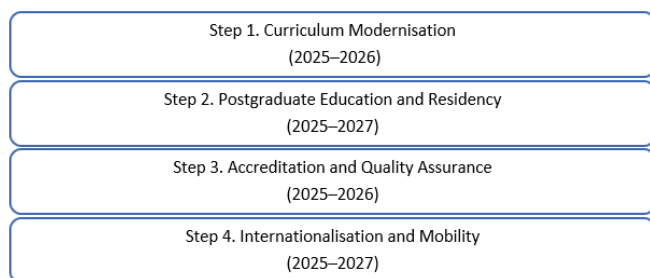 Step 1. Curriculum Modernisation
(2025–2026)
Step 2. Postgraduate Education and Residency
(2025–2027)
Step 3. Accreditation and Quality Assurance
(2025–2026)
Step 4. Internationalisation and Mobility
(2025–2027)